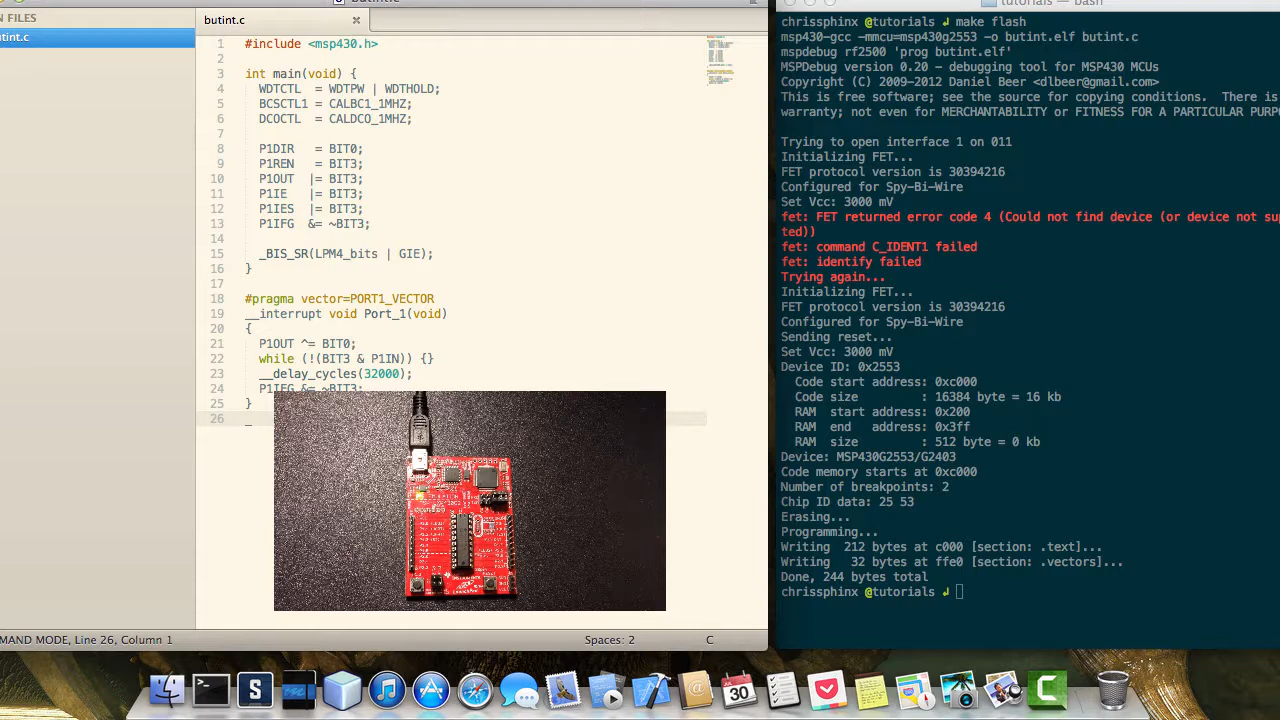 N FILES
utint.c
butint.c
1 #include <msp430.h>
2
3 int main(void) {
4 WDTCTL = WDTPW | WDTHOLD;
5 BCSCTL1 = CALBC1_1MHZ;
6 DCOCTL = CALDCO_1MHZ;
7
8 P1DIR = BIT0;
9 P1REN = BIT3;
10 P1OUT |= BIT3;
11 P1IE |= BIT3;
12 P1IES |= BIT3;
13 P1IFG &= ~BIT3;
14
15 _BIS_SR(LPM4_bits | GIE);
16 }
17
18 #pragma vector=PORT1_VECTOR
19 __interrupt void Port_1(void)
20 {
21 P1OUT ^= BIT0;
22 while (!(BIT3 & P1IN)) {}
23 __delay_cycles(32000);
24 P1IFG &= ~BIT3;
25 }
26
MAND MODE, Line 26, Column 1
Spaces: 2
C
tutorials — bash
chrissphinx @tutorials ↲ make flash
msp430-gcc -mmcu=msp430g2553 -o butint.elf butint.c
mspdebug rf2500 'prog butint.elf'
MSPDebug version 0.20 - debugging tool for MSP430 MCUs
Copyright (C) 2009-2012 Daniel Beer <dlbeer@gmail.com>
This is free software; see the source for copying conditions. There is
warranty; not even for MERCHANTABILITY or FITNESS FOR A PARTICULAR PURPO
Trying to open interface 1 on 011
Initializing FET...
FET protocol version is 30394216
Configured for Spy-Bi-Wire
Set Vcc: 3000 mV
fet: FET returned error code 4 (Could not find device (or device not sup
ted))
fet: command C_IDENT1 failed
fet: identify failed
Trying again...
Initializing FET...
FET protocol version is 30394216
Configured for Spy-Bi-Wire
Sending reset...
Set Vcc: 3000 mV
Device ID: 0x2553
Code start address: 0xc000
Code size : 16384 byte = 16 kb
RAM start address: 0x200
RAM end address: 0x3ff
RAM size : 512 byte = 0 kb
Device: MSP430G2553/G2403
Code memory starts at 0xc000
Number of breakpoints: 2
Chip ID data: 25 53
Erasing...
Programming...
Writing 212 bytes at c000 [section: .text]...
Writing 32 bytes at ffe0 [section: .vectors]...
Done, 244 bytes total
chrissphinx @tutorials ↲
JUL
30